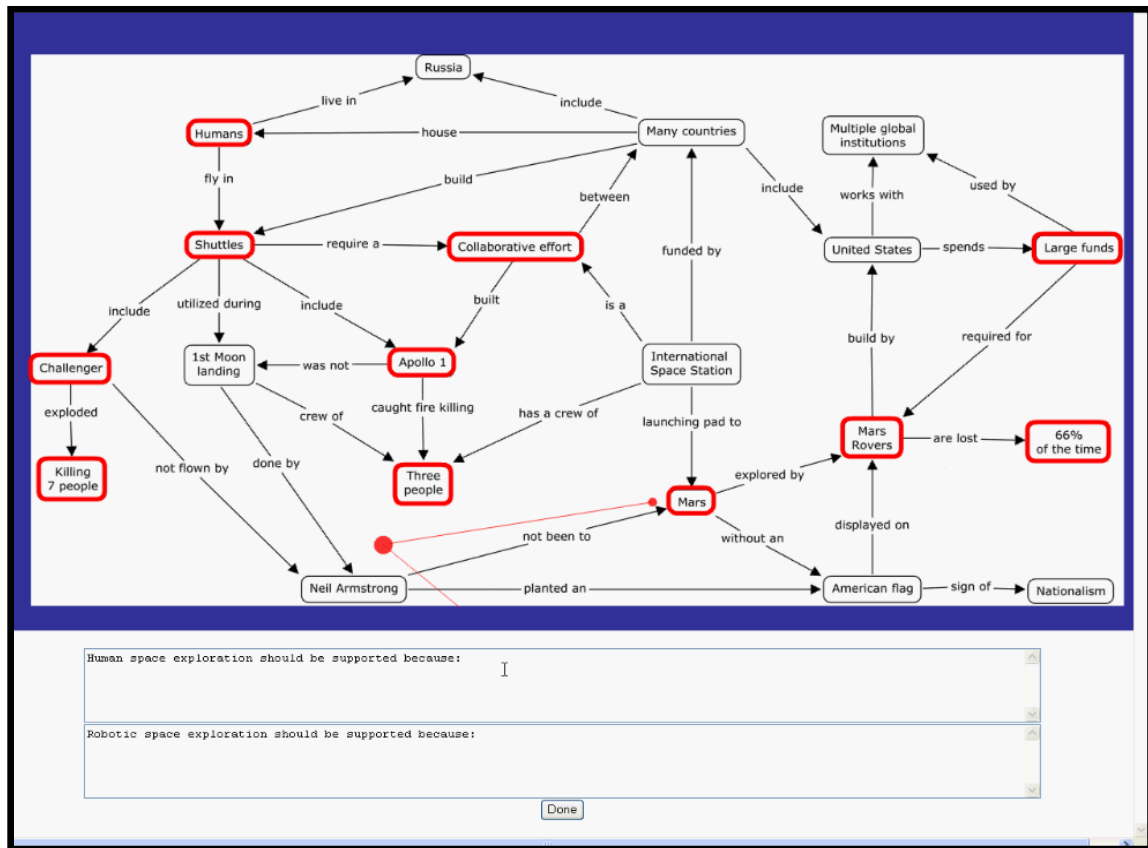 Russia
live in
include
Humans
house
Many countries
Multiple global
institutions
fly in
build
between
include
works with
used by
Shuttles
require a
Collaborative effort
funded by
United States
spends
Large funds
include
utilized during
include
built
is a
build by
required for
Challenger
1st Moon
landing
was not
Apollo 1
International
Space Station
exploded
crew of
caught fire killing
has a crew of
launching pad to
Mars
Rovers
are lost
66%
of the time
Killing
7 people
not flown by
done by
Three
people
explored by
Mars
not been to
without an
displayed on
Neil Armstrong
planted an
American flag
sign of
Nationalism
Human space exploration should be supported because:
Robotic space exploration should be supported because:
Done